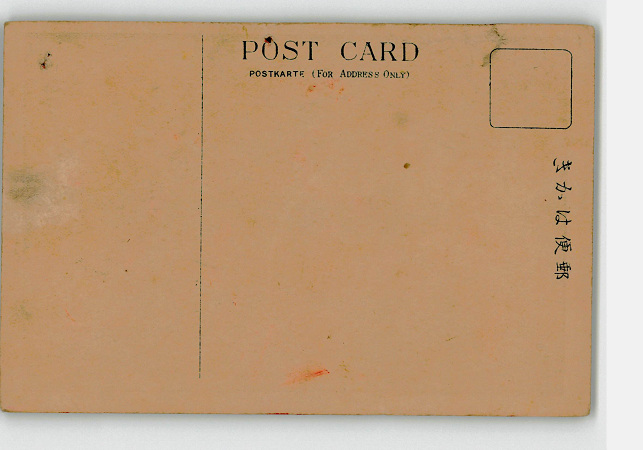 POST CARD
POSTKARTE (FOR ADDRESS ONLY)
郵便はかき